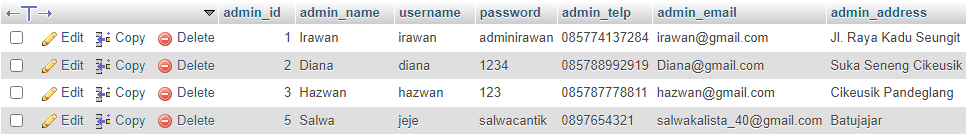 admin_id admin_name username password admin_telp admin_email admin_address
Edit Copy Delete 1 Irawan irawan adminirawan 085774137284 irawan@gmail.com Jl. Raya Kadu Seungit
Edit Copy Delete 2 Diana diana 1234 085788992919 Diana@gmail.com Suka Seneng Cikeusik
Edit Copy Delete 3 Hazwan hazwan 123 085787778811 hazwan@gmail.com Cikeusik Pandeglang
Edit Copy Delete 5 Salwa jeje salwacantik 0897654321 salwakalista_40@gmail.com Batujajar